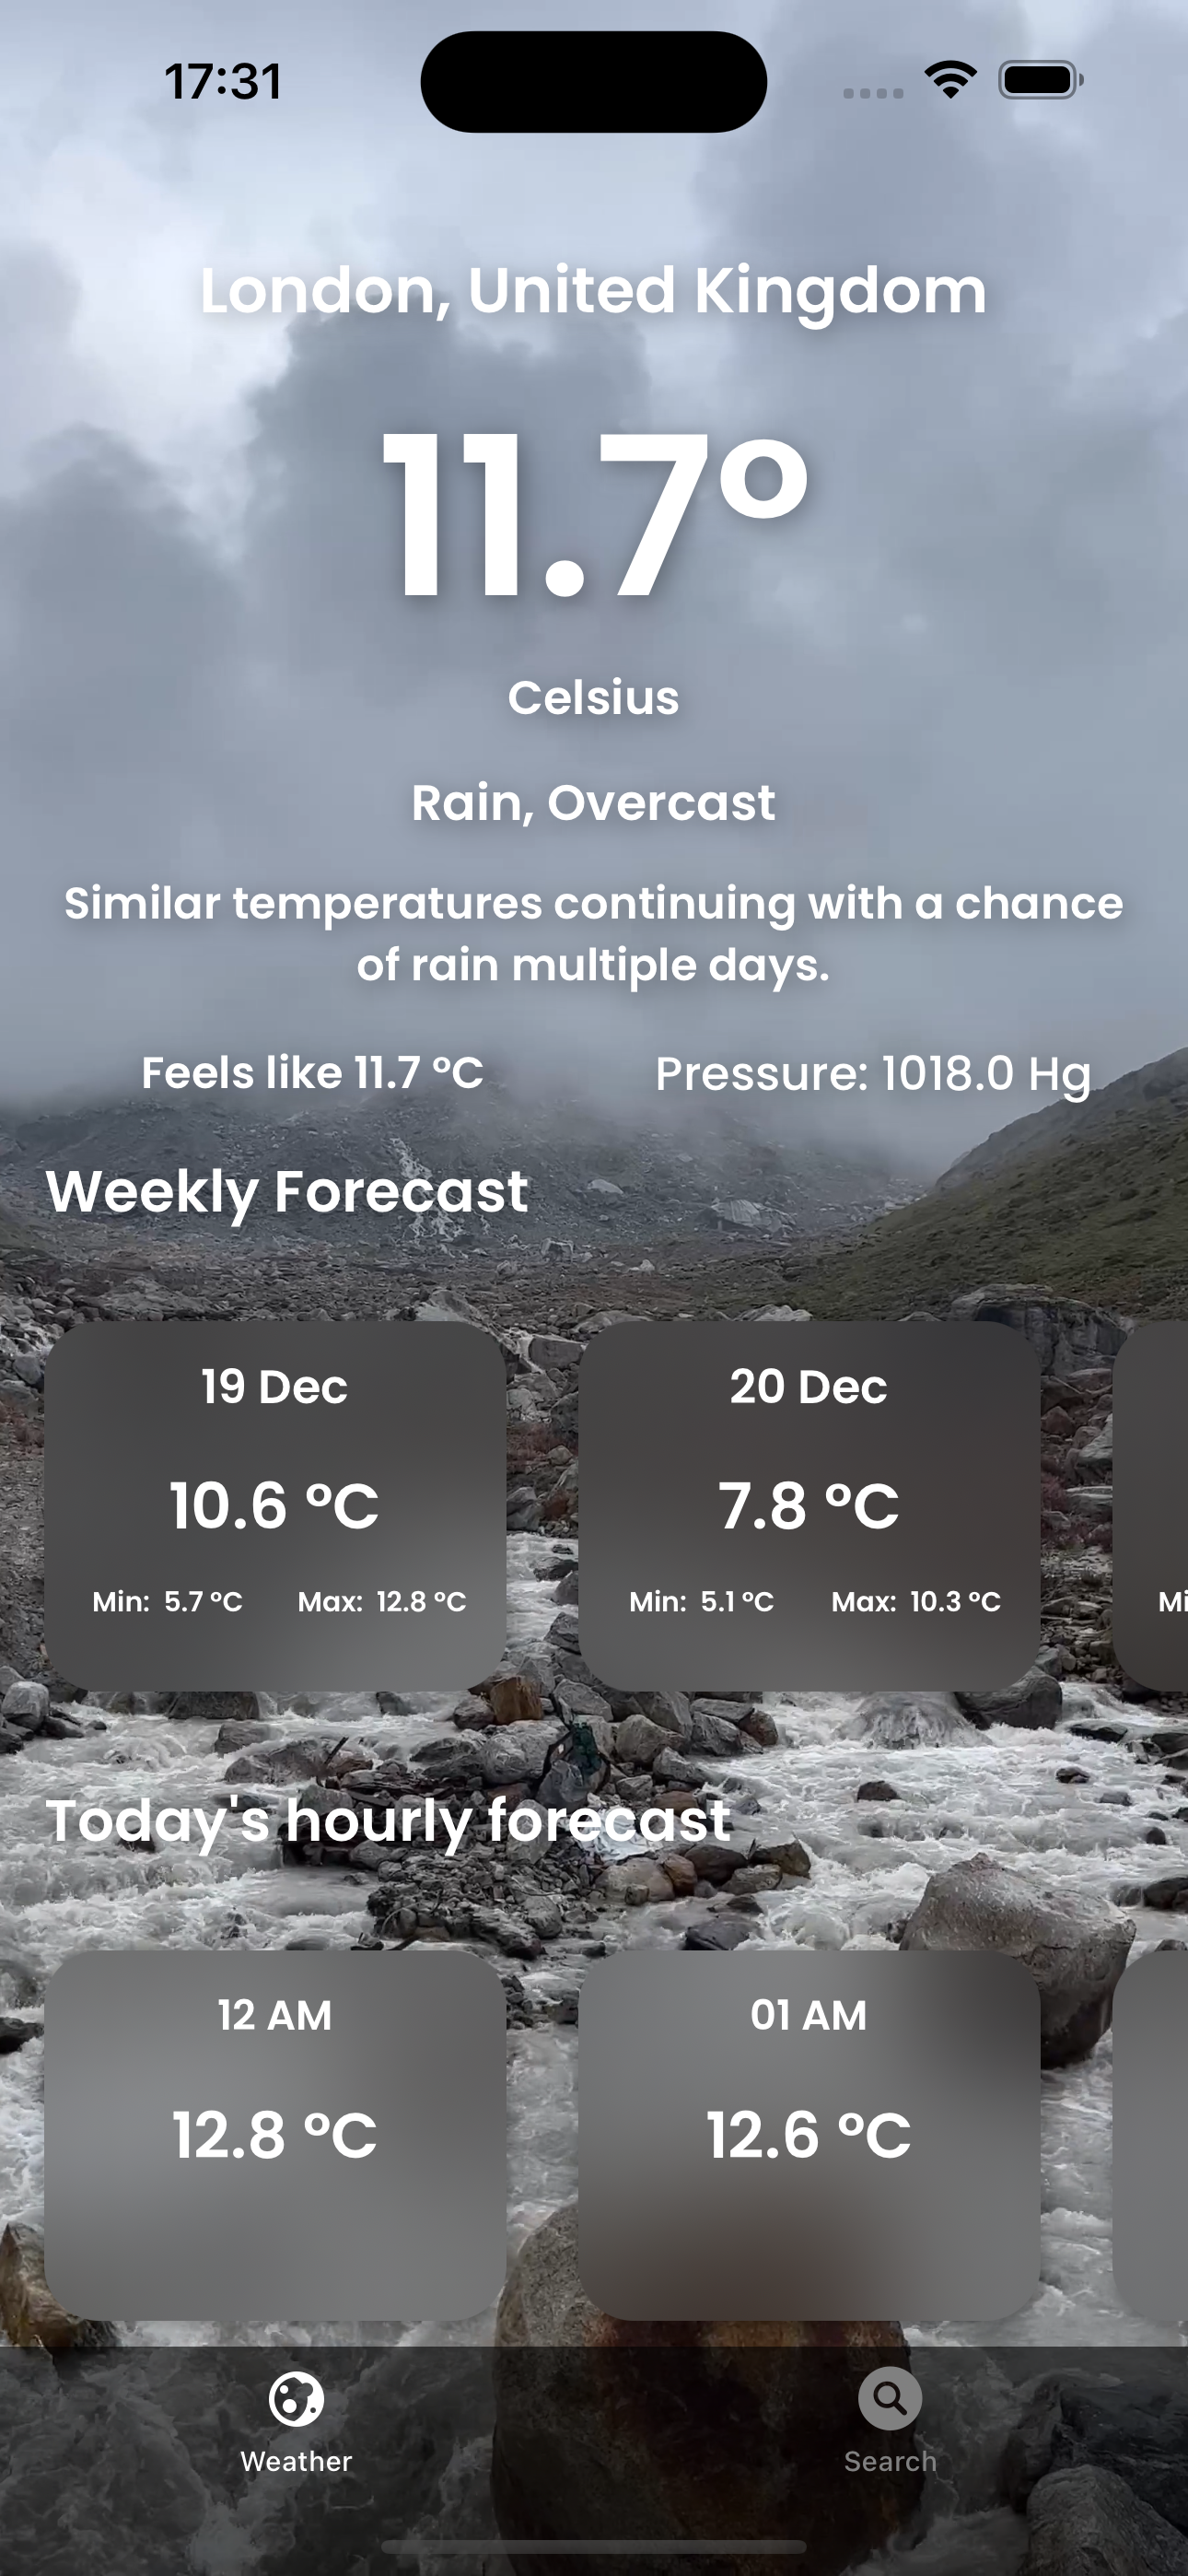 17:31
London, United Kingdom
11.7°
Celsius
Rain, Overcast
Similar temperatures continuing with a chance
of rain multiple days.
Feels like 11.7 °C
Pressure: 1018.0 Hg
Weekly Forecast
19 Dec
10.6 °C
Min: 5.7 °C Max: 12.8 °C
20 Dec
7.8 °C
Min: 5.1 °C Max: 10.3 °C
Mi
Today's hourly forecast
12 AM
12.8 °C
01 AM
12.6 °C
Weather
Search